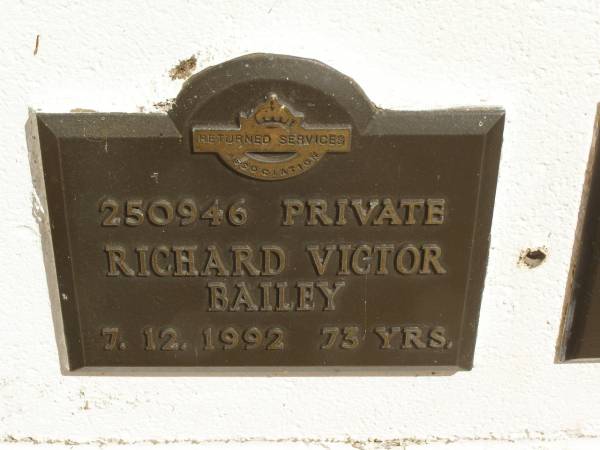 RETURNED SERVICES
ASSOCIATION
250946 PRIVATE
RICHARD VICTOR
BAILEY
7. 12. 1992 73 YRS.